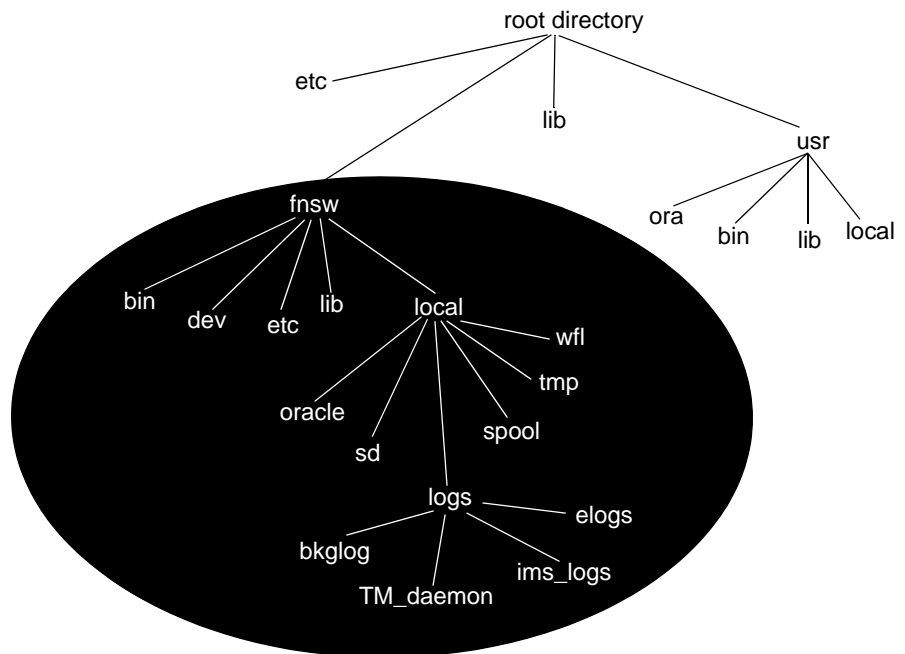 root directory
etc
lib
usr
fnsw
ora
bin
lib
local
bin
dev
etc
lib
local
wfl
tmp
oracle
spool
sd
logs
elogs
bkglog
ims_logs
TM_daemon